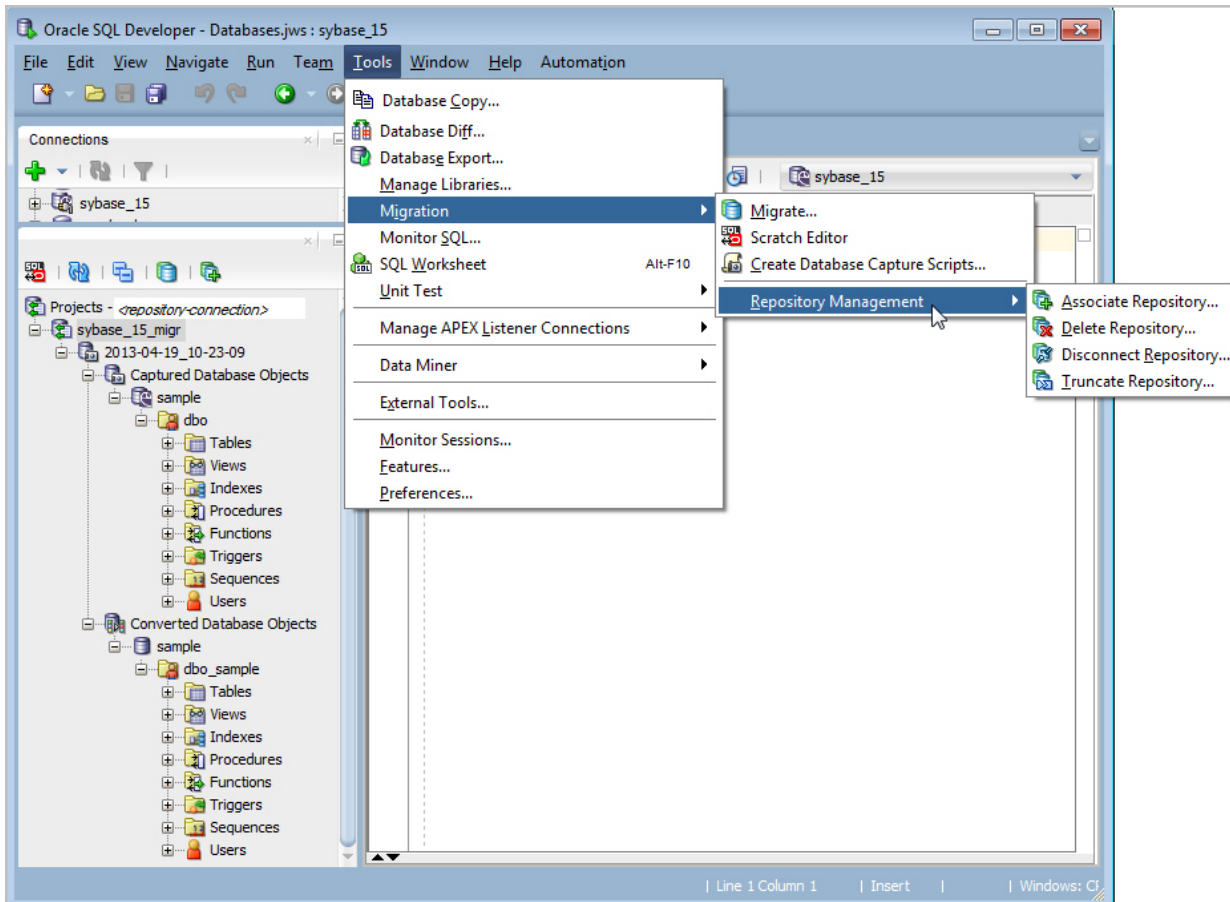 Oracle SQL Developer - Databases.jws : sybase_15
File Edit View Navigate Run Team Tools Window Help Automation
Connections
sybase_15
Projects - <repository-connection>
sybase_15_migr
2013-04-19_10-23-09
Captured Database Objects
sample
dbo
Tables
Views
Indexes
Procedures
Functions
Triggers
Sequences
Users
Converted Database Objects
sample
dbo_sample
Tables
Views
Indexes
Procedures
Functions
Triggers
Sequences
Users
Database Copy...
Database Diff...
Database Export...
Manage Libraries...
Migration
Monitor SQL...
SQL Worksheet Alt-F10
Unit Test
Manage APEX Listener Connections
Data Miner
External Tools...
Monitor Sessions...
Features...
Preferences...
sybase_15
Migrate...
Scratch Editor
Create Database Capture Scripts...
Repository Management
Associate Repository...
Delete Repository...
Disconnect Repository...
Truncate Repository...
Line 1 Column 1 | Insert | | Windows: